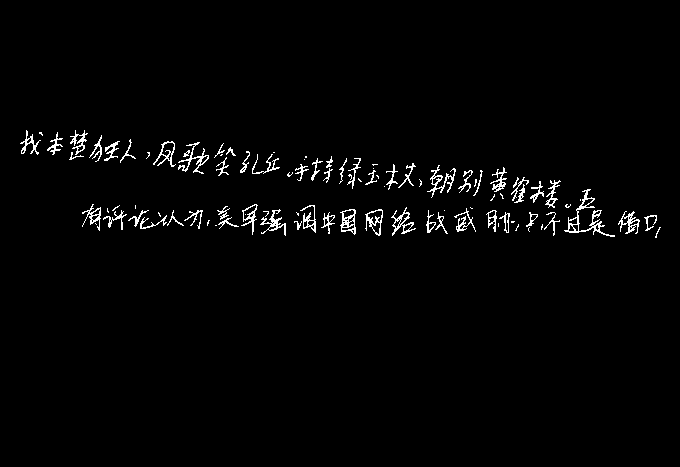 我本楚狂人，凤歌笑孔丘。手持绿玉杖，朝别黄鹤楼。五
有评论认为，美军强调中国网络战威胁，只不过是借口，